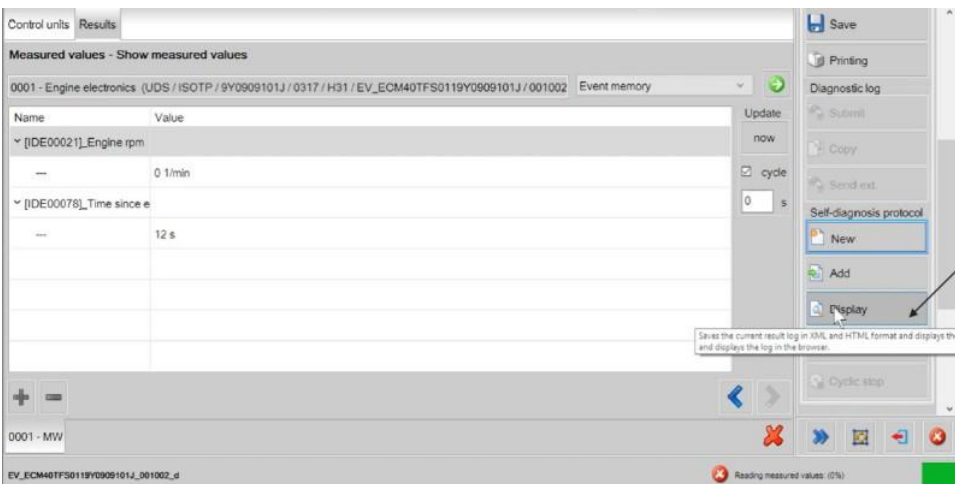 Control units Results
Measured values - Show measured values
0001 - Engine electronics (UDS / ISOTP / 9Y0909101J / 0317 / H31 / EV_ECM40TFS0119Y0909101J / 001002 Event memory
Name Value Update
now
[IDE00021]_Engine rpm
--- 0 1/min
cycle
0 s
[IDE00078]_Time since e
--- 12 s
0001 - MW
EV_ECM40TFS0119Y0909101J_001002_d
Reading measured values: (0%)
Save
Printing
Diagnostic log
Submit
Copy
Send ext.
Self-diagnosis protocol
New
Add
Display
Saves the current result log in XML and HTML format and displays th
and displays the log in the browser.
Cyclic stop